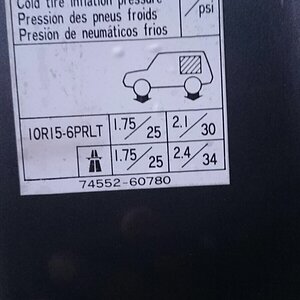 Cold tire inflation pressure
Pression des pneus froids
Presión de neumáticos fríos
/psi
10R15-6PRLT 1.75/25 2.1/30
1.75/25 2.4/34
74552-60780